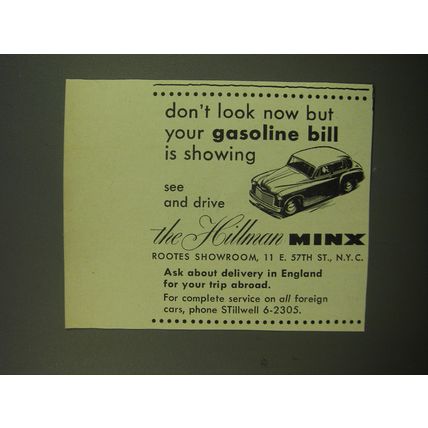 don't look now but
your gasoline bill
is showing
see
and drive
the Hillman MINX
ROOTES SHOWROOM, 11 E. 57TH ST., N.Y.C.
Ask about delivery in England
for your trip abroad.
For complete service on all foreign
cars, phone STillwell 6-2305.